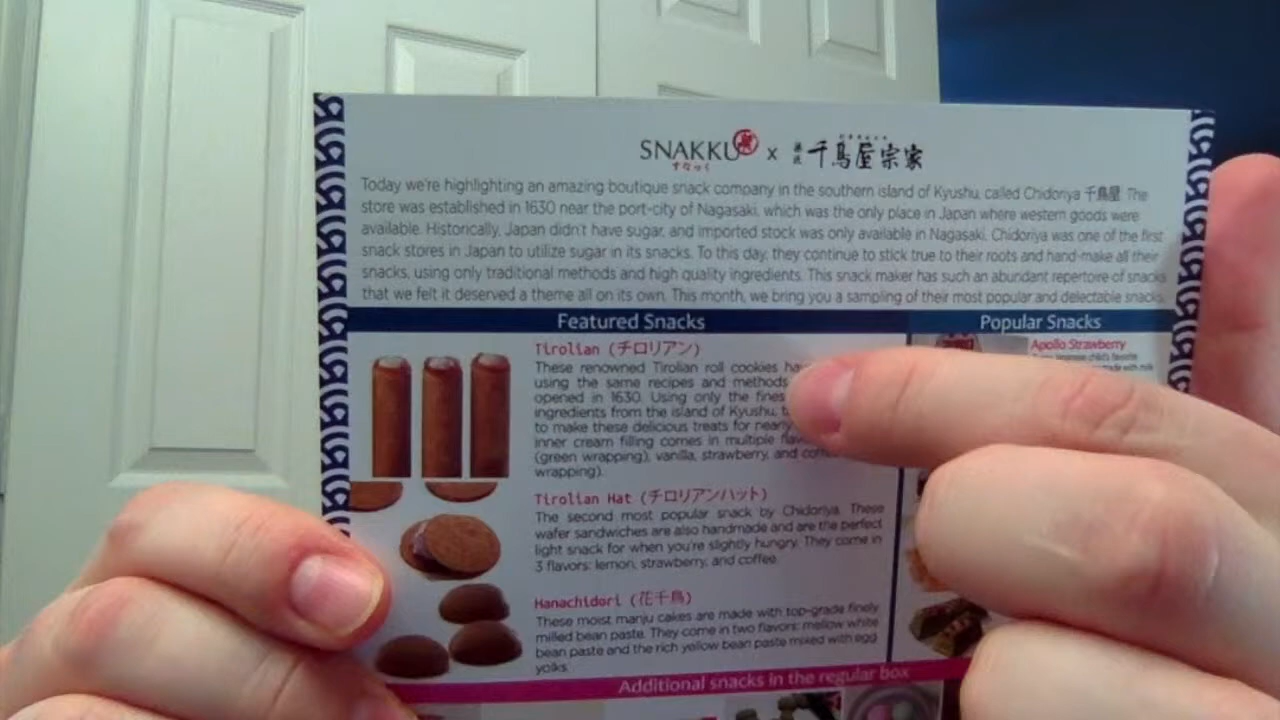 SNAKKU x 千鳥屋宗家
すなっく
Today we're highlighting an amazing boutique snack company in the southern island of Kyushu, called Chidoriya 千鳥屋. The
store was established in 1630 near the port-city of Nagasaki, which was the only place in Japan where western goods were
available. Historically, Japan didn't have sugar, and imported stock was only available in Nagasaki. Chidoriya was one of the first
snack stores in Japan to utilize sugar in its snacks. To this day, they continue to stick true to their roots and hand-make all their
snacks, using only traditional methods and high quality ingredients. This snack maker has such an abundant repertoire of snacks
that we felt it deserved a theme all on its own. This month, we bring you a sampling of their most popular and delectable snacks.
Featured Snacks
Tirolian (チロリアン)
These renowned Tirolian roll cookies
using the same recipes and methods
opened in 1630. Using only the
ingredients from the island of Kyushu,
to make these delicious treats for nearly
inner cream filling comes in multiple
(green wrapping), vanilla, strawberry, and
wrapping).
Tirolian Hat (チロリアンハット)
The second most popular snack by Chidoriya. These
wafer sandwiches are also handmade and are the perfect
light snack for when you're slightly hungry. They come in
3 flavors: lemon, strawberry, and coffee.
Hanachidori (花千鳥)
These moist manju cakes are made with top-grade finely
milled bean paste. They come in two flavors: mellow white
bean paste and the rich yellow bean paste mixed with egg
yolks.
Popular Snacks
Apollo Strawberry
Additional snacks in the regular box